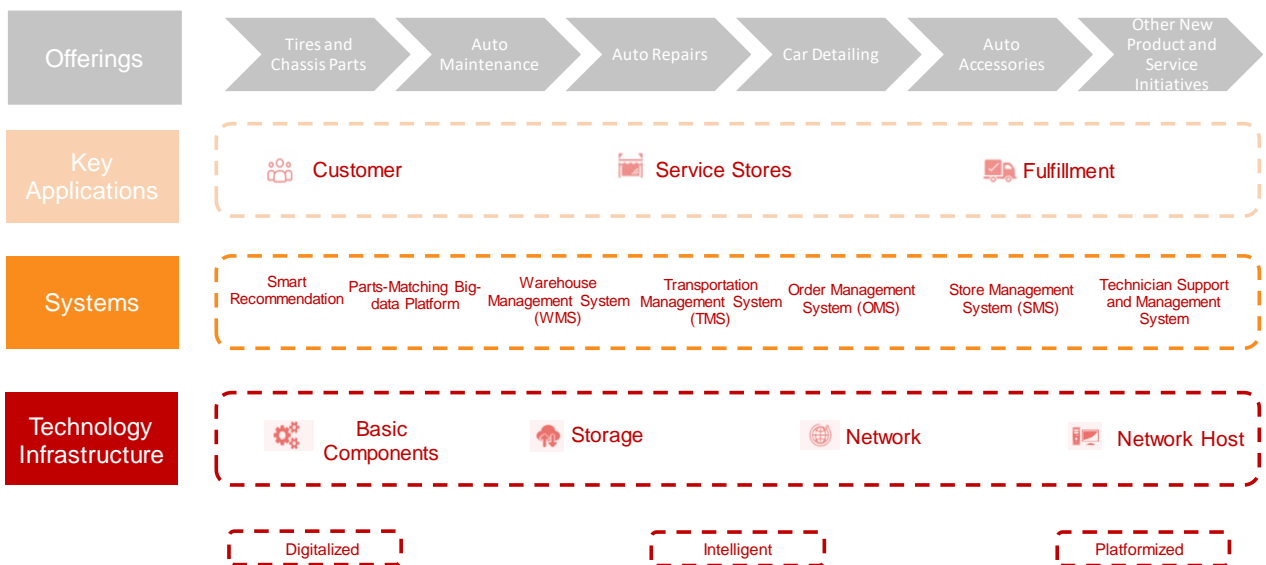 Offerings
Tires and
Chassis Parts
Auto
Maintenance
Auto Repairs
Car Detailing
Auto
Accessories
Other New
Product and
Service
Initiatives
Key
Applications
Customer
Service Stores
Fulfillment
Systems
Smart
Recommendation
Parts-Matching Big-
data Platform
Warehouse
Management System
(WMS)
Transportation
Management System
(TMS)
Order Management
System (OMS)
Store Management
System (SMS)
Technician Support
and Management
System
Technology
Infrastructure
Basic
Components
Storage
Network
Network Host
Digitalized
Intelligent
Platformized